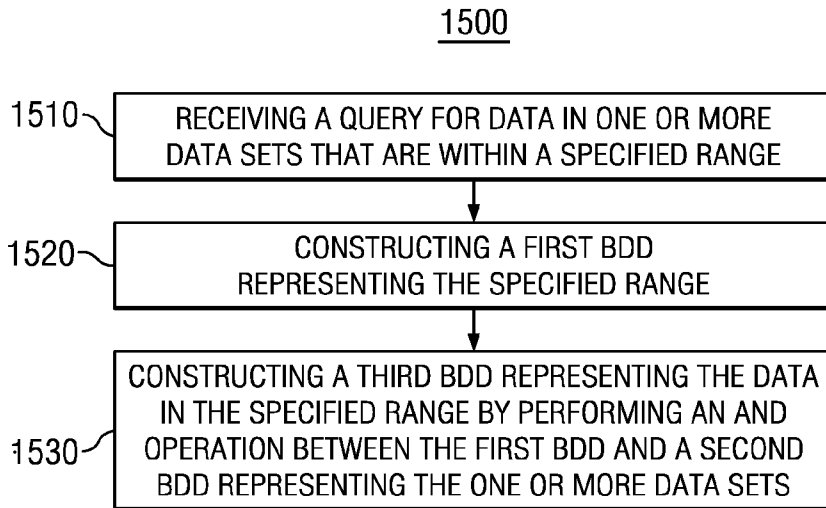 1500
1510
RECEIVING A QUERY FOR DATA IN ONE OR MORE
DATA SETS THAT ARE WITHIN A SPECIFIED RANGE
1520
CONSTRUCTING A FIRST BDD
REPRESENTING THE SPECIFIED RANGE
1530
CONSTRUCTING A THIRD BDD REPRESENTING THE DATA
IN THE SPECIFIED RANGE BY PERFORMING AN AND
OPERATION BETWEEN THE FIRST BDD AND A SECOND
BDD REPRESENTING THE ONE OR MORE DATA SETS